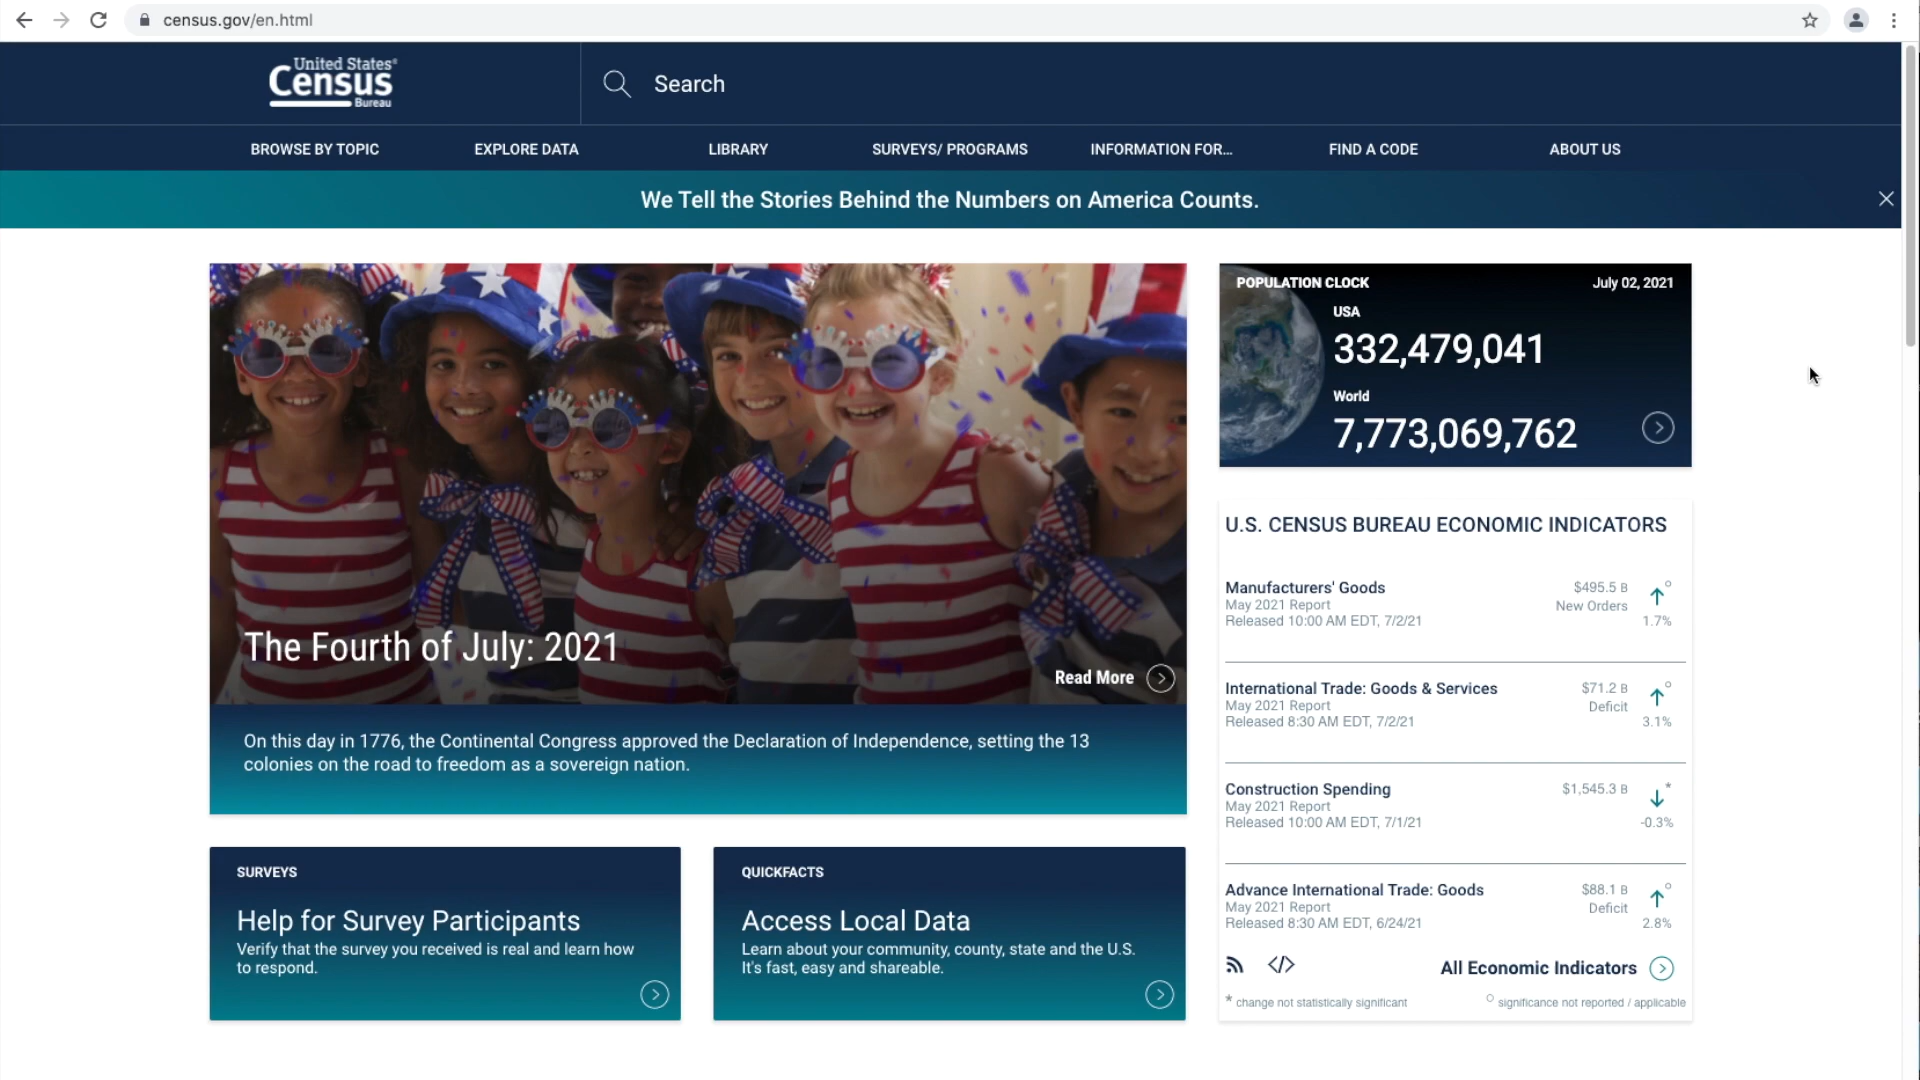 census.gov/en.html
United States®
Census
Bureau
Search
BROWSE BY TOPIC
EXPLORE DATA
LIBRARY
SURVEYS/ PROGRAMS
INFORMATION FOR...
FIND A CODE
ABOUT US
We Tell the Stories Behind the Numbers on America Counts.
The Fourth of July: 2021
Read More
On this day in 1776, the Continental Congress approved the Declaration of Independence, setting the 13
colonies on the road to freedom as a sovereign nation.
SURVEYS
Help for Survey Participants
Verify that the survey you received is real and learn how
to respond.
QUICKFACTS
Access Local Data
Learn about your community, county, state and the U.S.
It's fast, easy and shareable.
POPULATION CLOCK
July 02, 2021
USA
332,479,041
World
7,773,069,762
U.S. CENSUS BUREAU ECONOMIC INDICATORS
Manufacturers' Goods
May 2021 Report
Released 10:00 AM EDT, 7/2/21
$495.5 B
New Orders
↑°
1.7%
International Trade: Goods & Services
May 2021 Report
Released 8:30 AM EDT, 7/2/21
$71.2 B
Deficit
↑°
3.1%
Construction Spending
May 2021 Report
Released 10:00 AM EDT, 7/1/21
$1,545.3 B
↓*
-0.3%
Advance International Trade: Goods
May 2021 Report
Released 8:30 AM EDT, 6/24/21
$88.1 B
Deficit
↑°
2.8%
</>
All Economic Indicators
* change not statistically significant
° significance not reported / applicable